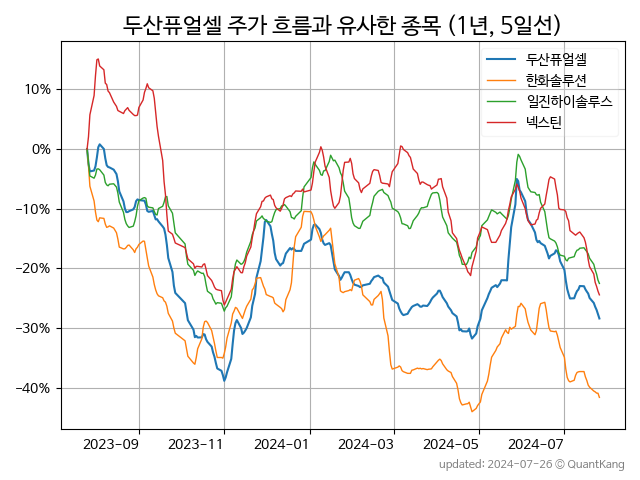 두산퓨얼셀 주가 흐름과 유사한 종목 (1년, 5일선)
두산퓨얼셀
한화솔루션
일진하이솔루스
넥스틴
10%
0%
−10%
−20%
−30%
−40%
2023-09
2023-11
2024-01
2024-03
2024-05
2024-07
updated: 2024-07-26 © QuantKang